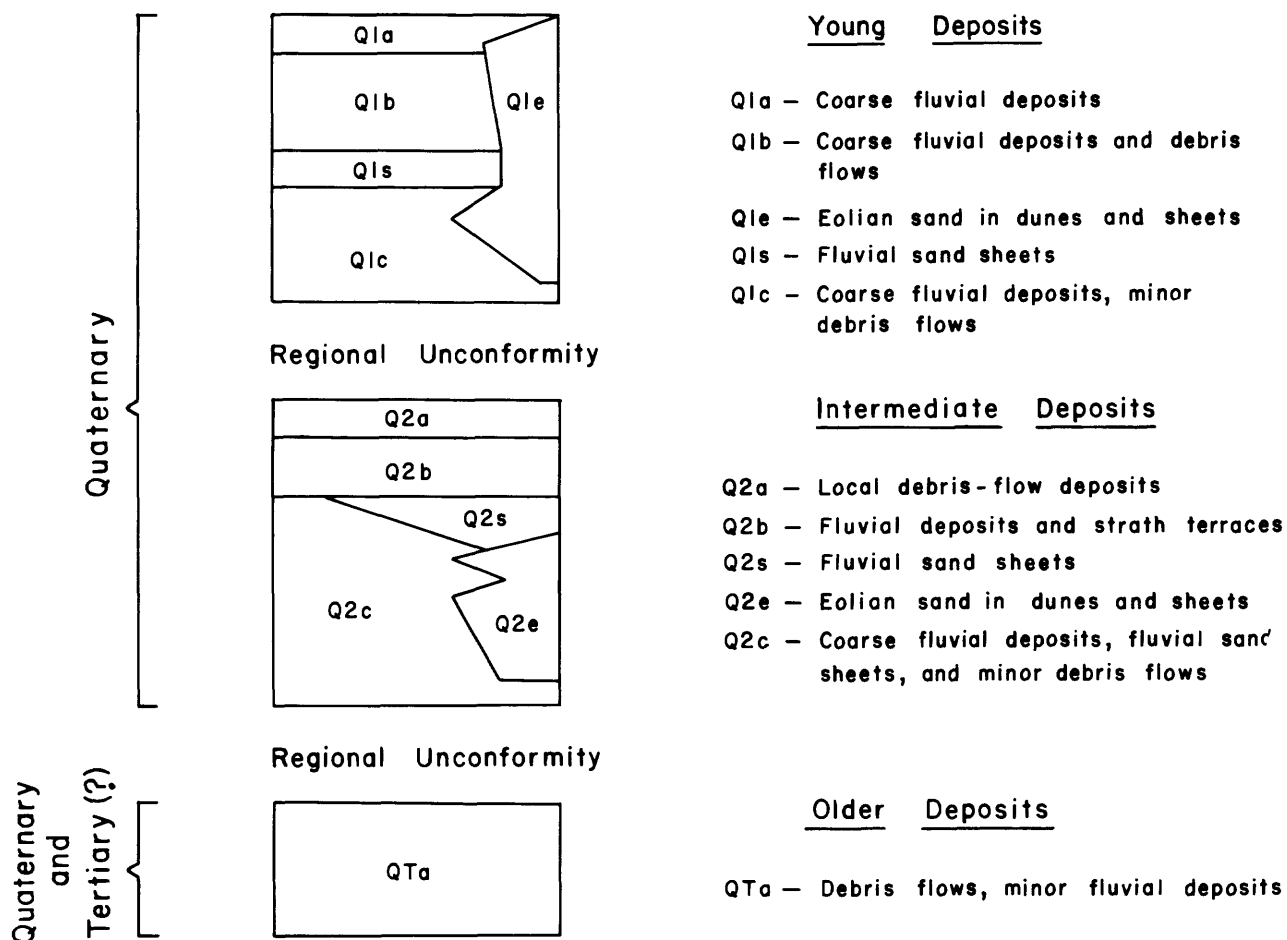 Q1a
Q1b
Q1e
Q1s
Q1c
Quaternary
Regional Unconformity
Q2a
Q2b
Q2s
Q2c
Q2e
Regional Unconformity
Quaternary
and
Tertiary (?)
QTa
Young Deposits
Q1a – Coarse fluvial deposits
Q1b – Coarse fluvial deposits and debris
flows
Q1e – Eolian sand in dunes and sheets
Q1s – Fluvial sand sheets
Q1c – Coarse fluvial deposits, minor
debris flows
Intermediate Deposits
Q2a – Local debris-flow deposits
Q2b – Fluvial deposits and strath terraces
Q2s – Fluvial sand sheets
Q2e – Eolian sand in dunes and sheets
Q2c – Coarse fluvial deposits, fluvial sand
sheets, and minor debris flows
Older Deposits
QTa – Debris flows, minor fluvial deposits